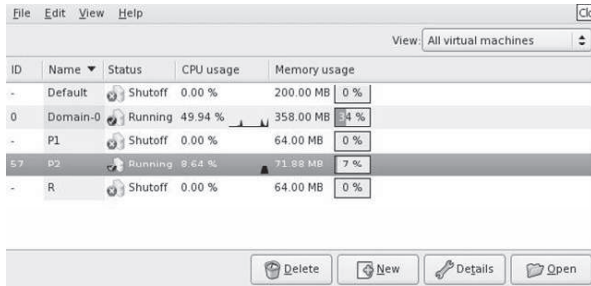 File Edit View Help
View: All virtual machines
ID Name Status CPU usage Memory usage
- Default Shutoff 0.00 % 200.00 MB 0 %
0 Domain-0 Running 49.94 % 358.00 MB 34 %
- P1 Shutoff 0.00 % 64.00 MB 0 %
57 P2 Running 8.64 % 71.88 MB 7 %
- R Shutoff 0.00 % 64.00 MB 0 %
Delete New Details Open